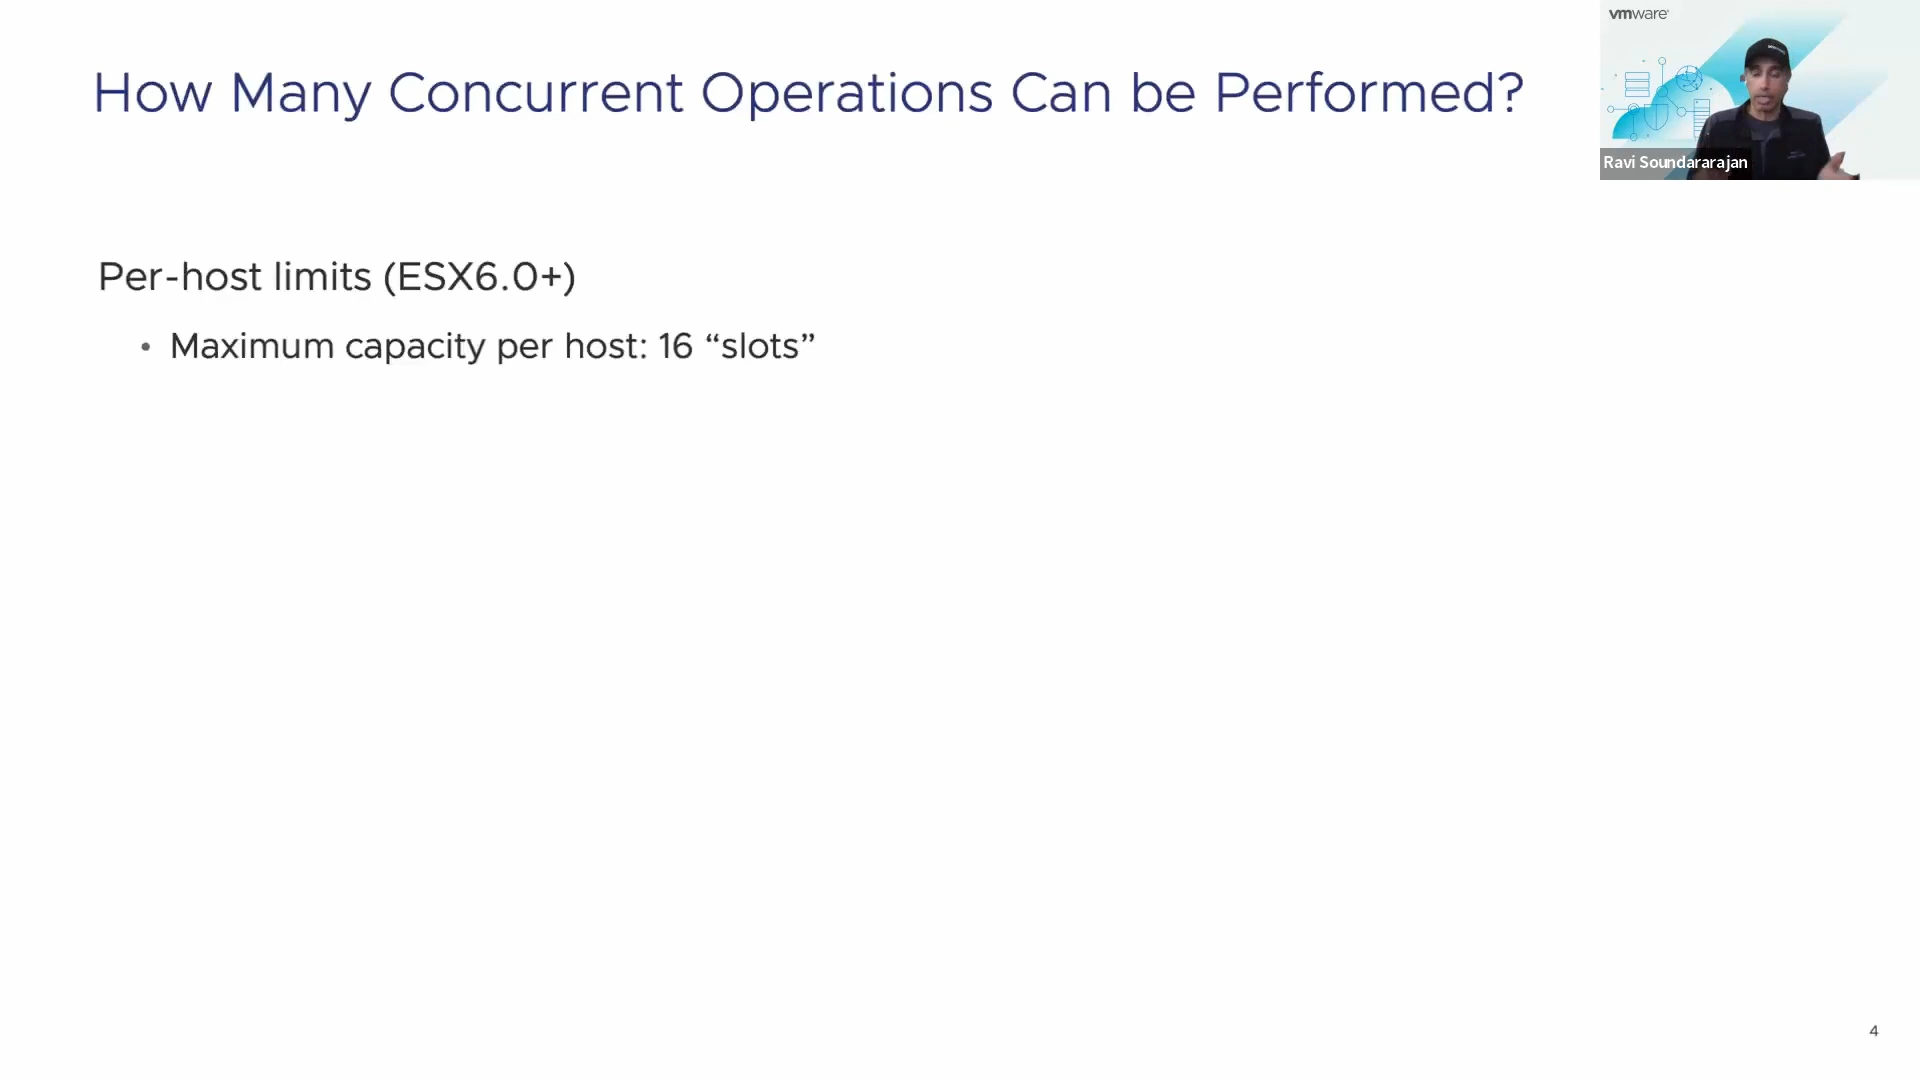 vmware
How Many Concurrent Operations Can be Performed?
Ravi Soundararajan
Per-host limits (ESX6.0+)
• Maximum capacity per host: 16 “slots”
4